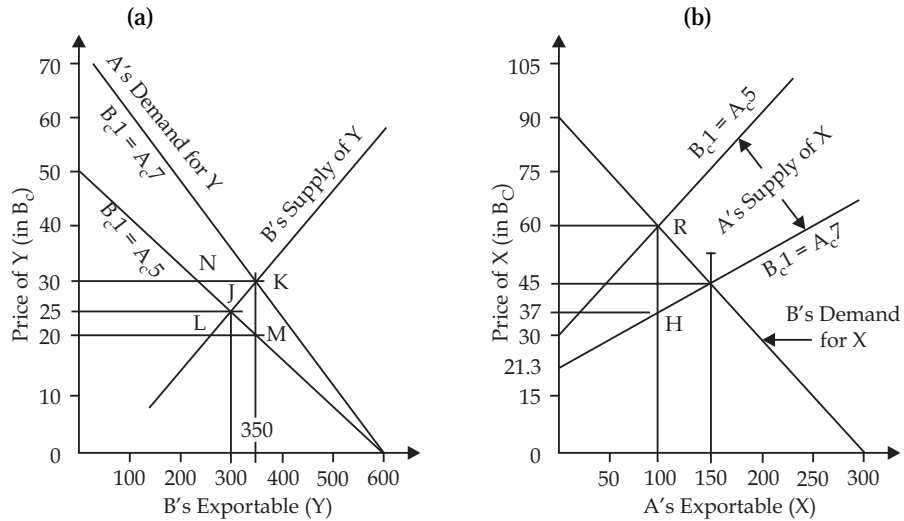 (a)
Price of Y (in B_c)
70
60
50
40
30
25
20
10
0
A's Demand for Y
B_c1 = A_c7
B_c1 = A_c5
B's Supply of Y
N
K
J
L
M
350
100 200 300 400 500 600
B's Exportable (Y)
(b)
Price of X (in B_C)
105
90
75
60
45
37
30
21.3
15
0
B_c1 = A_c5
A's Supply of X
B_c1 = A_c7
R
H
B's Demand
for X
50 100 150 200 250 300
A's Exportable (X)